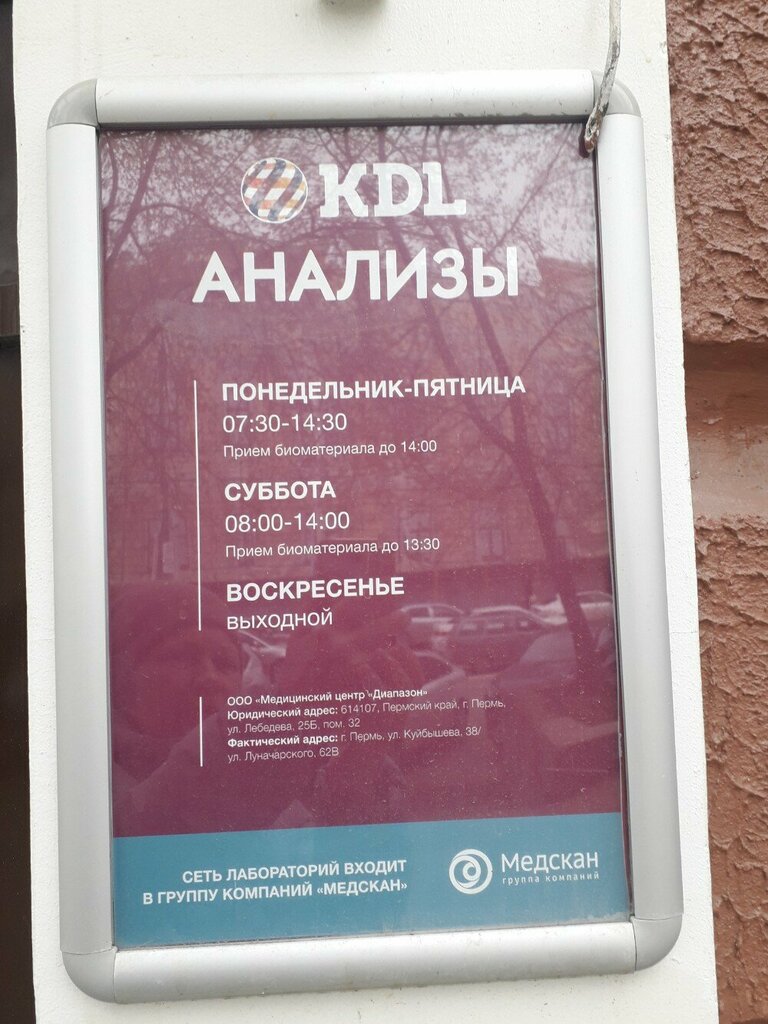 KDL
АНАЛИЗЫ
ПОНЕДЕЛЬНИК-ПЯТНИЦА
07:30-14:30
Прием биоматериала до 14:00
СУББОТА
08:00-14:00
Прием биоматериала до 13:30
ВОСКРЕСЕНЬЕ
ВЫХОДНОЙ
ООО «Медицинский центр «Диапазон»
Юридический адрес: 614107, Пермский край, г. Пермь,
ул. Лебедева, 25Б, пом. 32
Фактический адрес: г. Пермь, ул. Куйбышева, 38/
ул. Луначарского, 62В
СЕТЬ ЛАБОРАТОРИЙ ВХОДИТ
В ГРУППУ КОМПАНИЙ «МЕДСКАН»
Медскан
группа компаний